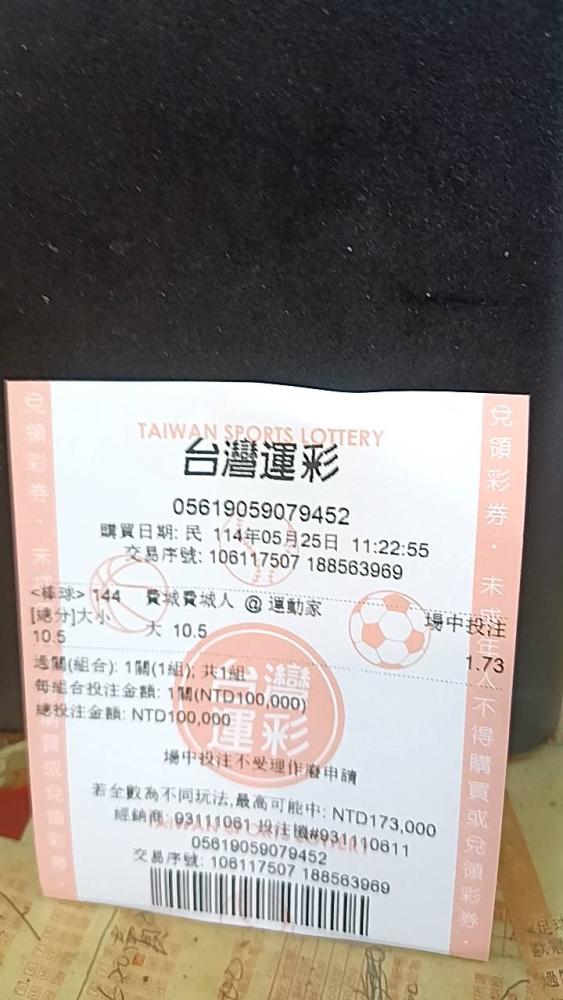 TAIWAN SPORTS LOTTERY
台灣運彩
05619059079452
購買日期: 民 114年05月25日 11:22:55
交易序號: 106117507 188563969
<棒球> 144 費城費城人 @ 運動家
[總分]大小 場中投注
10.5 大 10.5 1.73
過關(組合): 1關(1組); 共1組
每組合投注金額: 1關(NTD100,000)
總投注金額: NTD100,000
台灣
運彩
場中投注不受理作廢申請
若全數為不同玩法,最高可能中: NTD173,000
經銷商: 93111061 投注機#931110611
05619059079452
交易序號: 106117507 188563969
兌領彩券．未成年人不得購買或兌領彩券．
兌領彩券．未
買或兌領彩券．